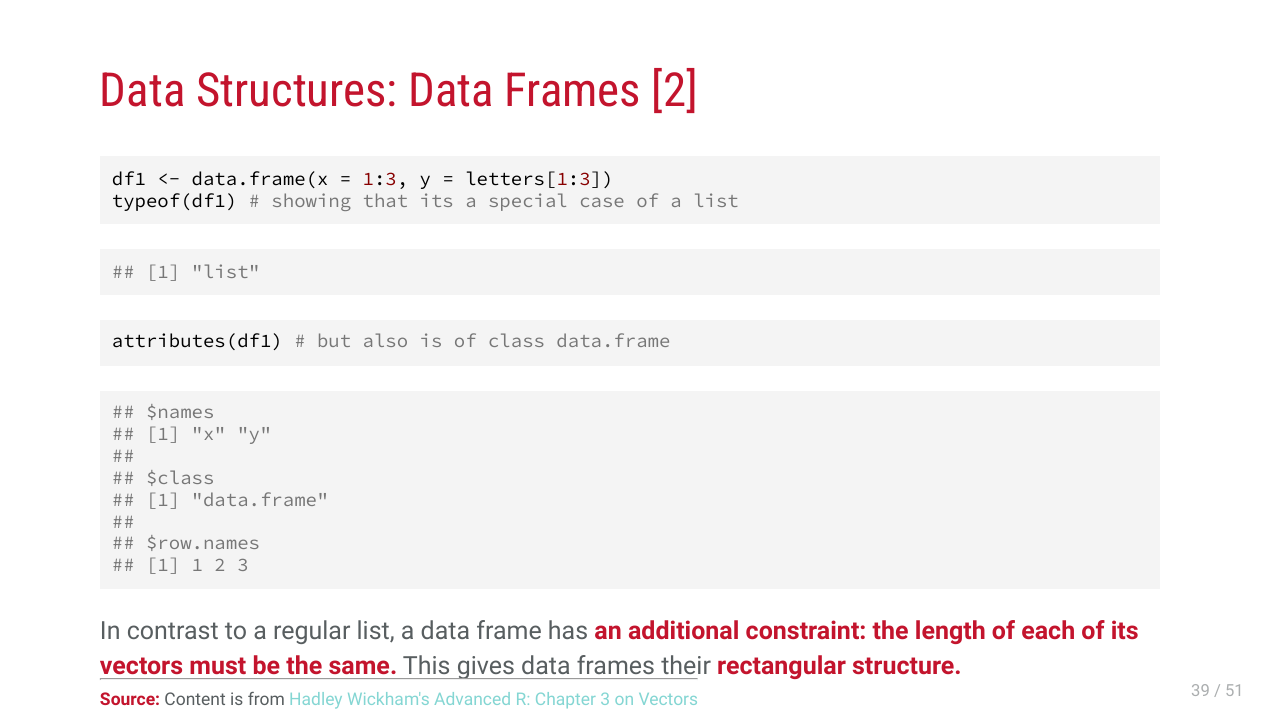 Data Structures: Data Frames [2]
df1 <- data.frame(x = 1:3, y = letters[1:3])
typeof(df1) # showing that its a special case of a list
## [1] "list"
attributes(df1) # but also is of class data.frame
## $names
## [1] "x" "y"
##
## $class
## [1] "data.frame"
##
## $row.names
## [1] 1 2 3
In contrast to a regular list, a data frame has an additional constraint: the length of each of its
vectors must be the same. This gives data frames their rectangular structure.
Source: Content is from Hadley Wickham's Advanced R: Chapter 3 on Vectors
39 / 51